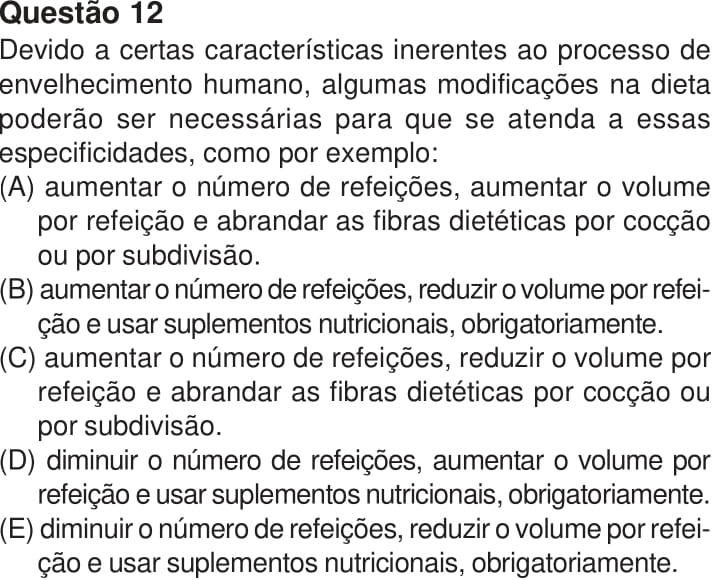 Questão 12
Devido a certas características inerentes ao processo de
envelhecimento humano, algumas modificações na dieta
poderão ser necessárias para que se atenda a essas
especificidades, como por exemplo:
(A) aumentar o número de refeições, aumentar o volume
por refeição e abrandar as fibras dietéticas por cocção
ou por subdivisão.
(B) aumentar o número de refeições, reduzir o volume por refei-
ção e usar suplementos nutricionais, obrigatoriamente.
(C) aumentar o número de refeições, reduzir o volume por
refeição e abrandar as fibras dietéticas por cocção ou
por subdivisão.
(D) diminuir o número de refeições, aumentar o volume por
refeição e usar suplementos nutricionais, obrigatoriamente.
(E) diminuir o número de refeições, reduzir o volume por refei-
ção e usar suplementos nutricionais, obrigatoriamente.